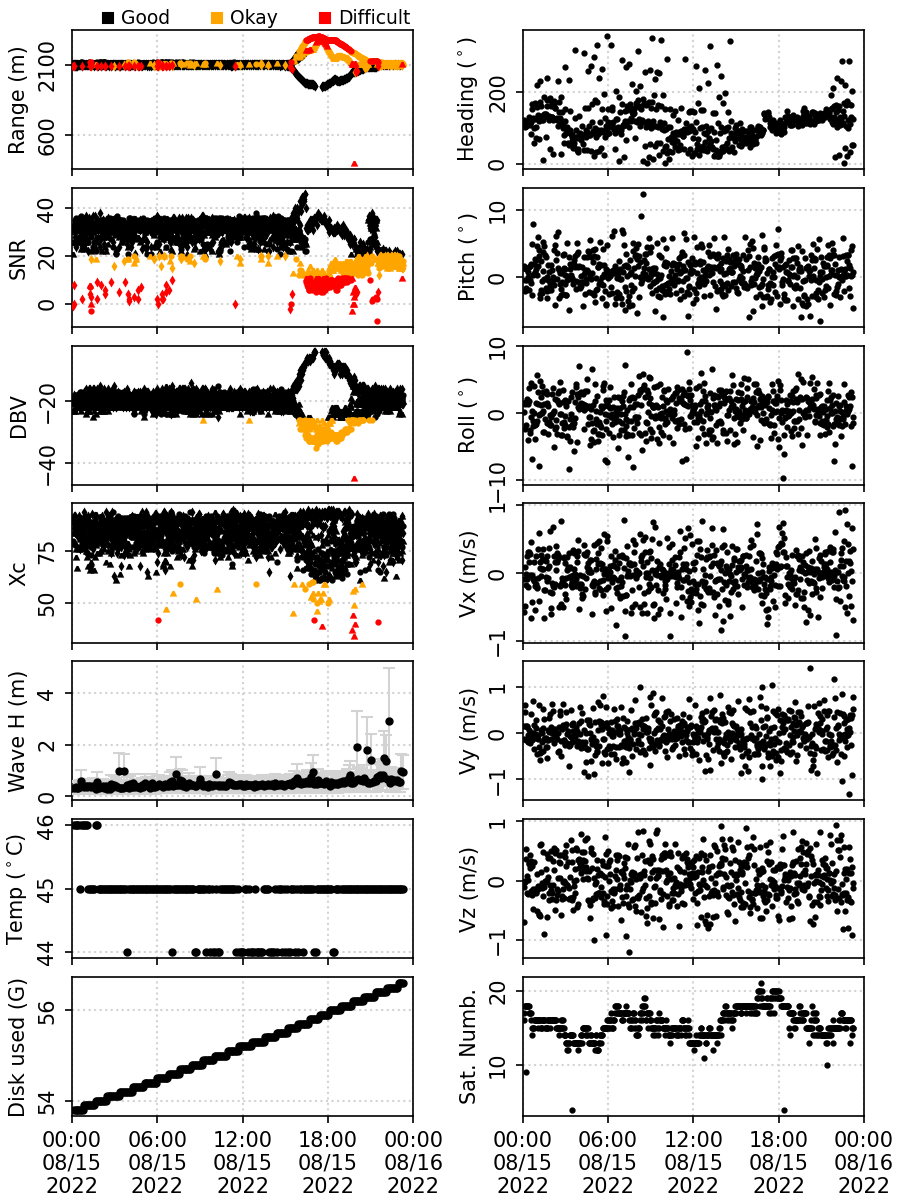 Good Okay Difficult
Range (m)
2100
600
Heading (°)
200
0
SNR
40
20
0
Pitch (°)
10
0
DBV
−20
−40
Roll (°)
10
0
−10
Xc
75
50
Vx (m/s)
1
0
−1
Wave H (m)
4
2
0
Vy (m/s)
1
0
−1
Temp (°C)
46
45
44
Vz (m/s)
1
0
−1
Disk used (G)
56
54
Sat. Numb.
20
10
00:00 06:00 12:00 18:00 00:00
08/15 08/15 08/15 08/15 08/16
2022 2022 2022 2022 2022
00:00 06:00 12:00 18:00 00:00
08/15 08/15 08/15 08/15 08/16
2022 2022 2022 2022 2022